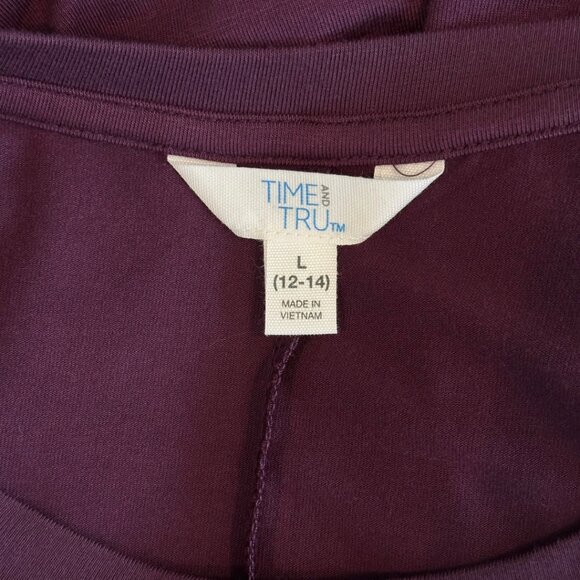 TIME AND
TRU™
L
(12-14)
MADE IN
VIETNAM